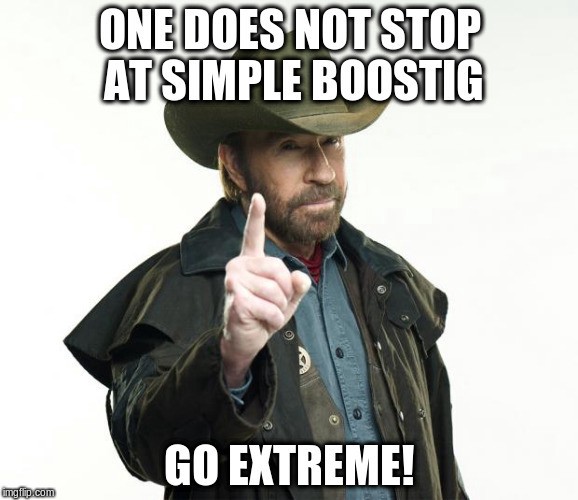 ONE DOES NOT STOP
AT SIMPLE BOOSTIG
GO EXTREME!
imgflip.com